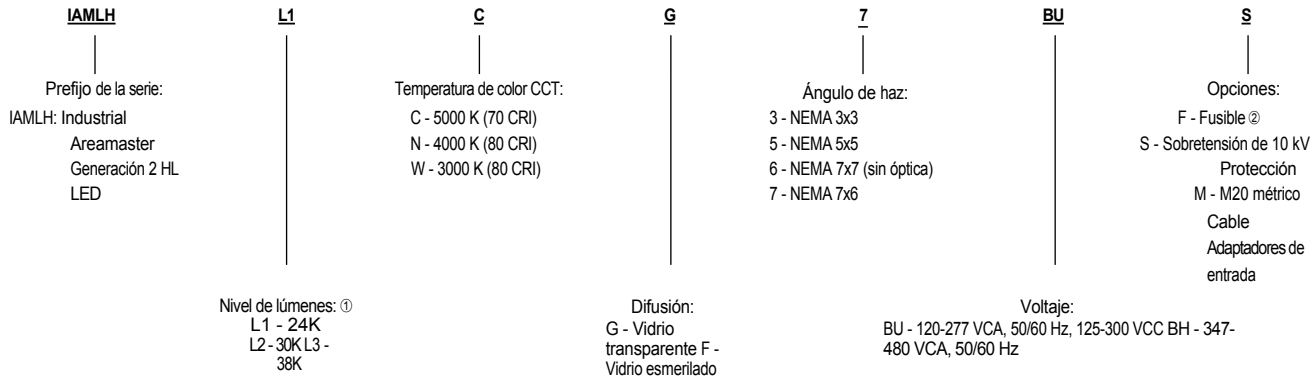 IAMLH L1 C G 7 BU S
Prefijo de la serie:
IAMLH: Industrial
Areamaster
Generación 2 HL
LED
Temperatura de color CCT:
C - 5000 K (70 CRI)
N - 4000 K (80 CRI)
W - 3000 K (80 CRI)
Ángulo de haz:
3 - NEMA 3x3
5 - NEMA 5x5
6 - NEMA 7x7 (sin óptica)
7 - NEMA 7x6
Opciones:
F - Fusible ②
S - Sobretensión de 10 kV
Protección
M - M20 métrico
Cable
Adaptadores de
entrada
Nivel de lúmenes: ①
L1 - 24K
L2 - 30K L3 -
38K
Difusión:
G - Vidrio
transparente F -
Vidrio esmerilado
Voltaje:
BU - 120-277 VCA, 50/60 Hz, 125-300 VCC BH - 347-
480 VCA, 50/60 Hz